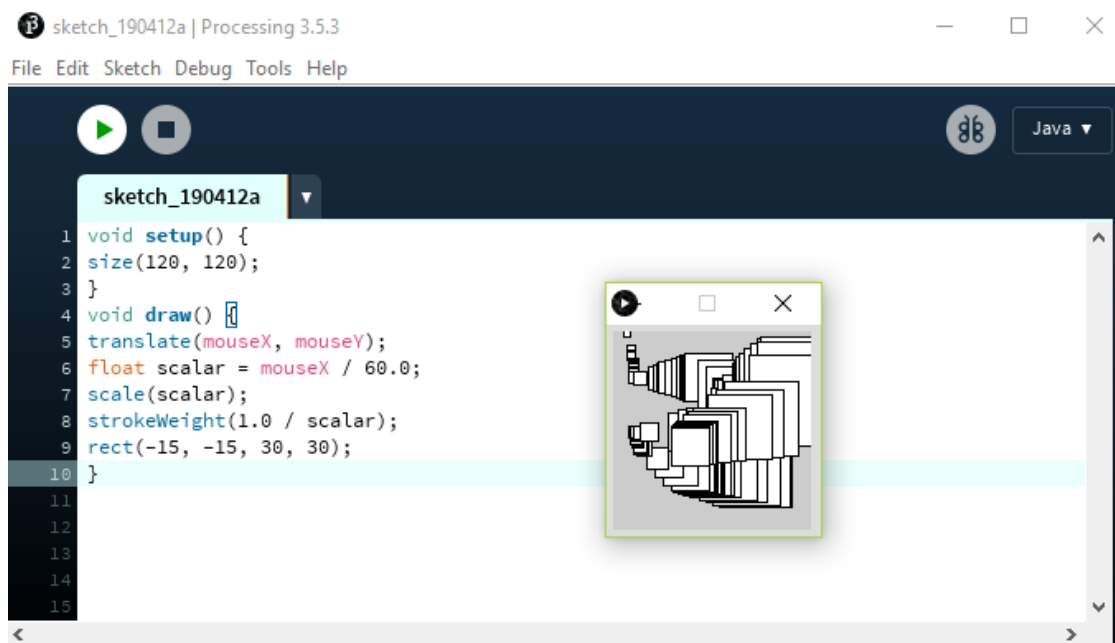 sketch_190412a | Processing 3.5.3
File Edit Sketch Debug Tools Help
Java ▼
sketch_190412a ▼
1 void setup() {
2 size(120, 120);
3 }
4 void draw() {
5 translate(mouseX, mouseY);
6 float scalar = mouseX / 60.0;
7 scale(scalar);
8 strokeWeight(1.0 / scalar);
9 rect(-15, -15, 30, 30);
10 }
11
12
13
14
15